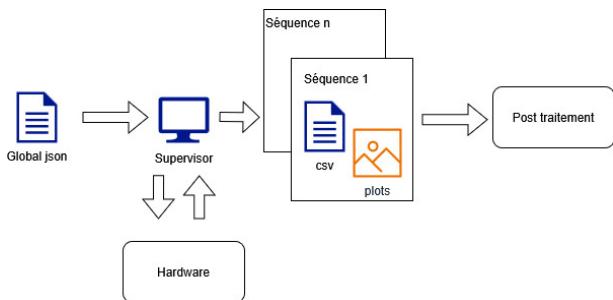 Séquence n
Séquence 1
Global json
Supervisor
csv
plots
Post traitement
Hardware